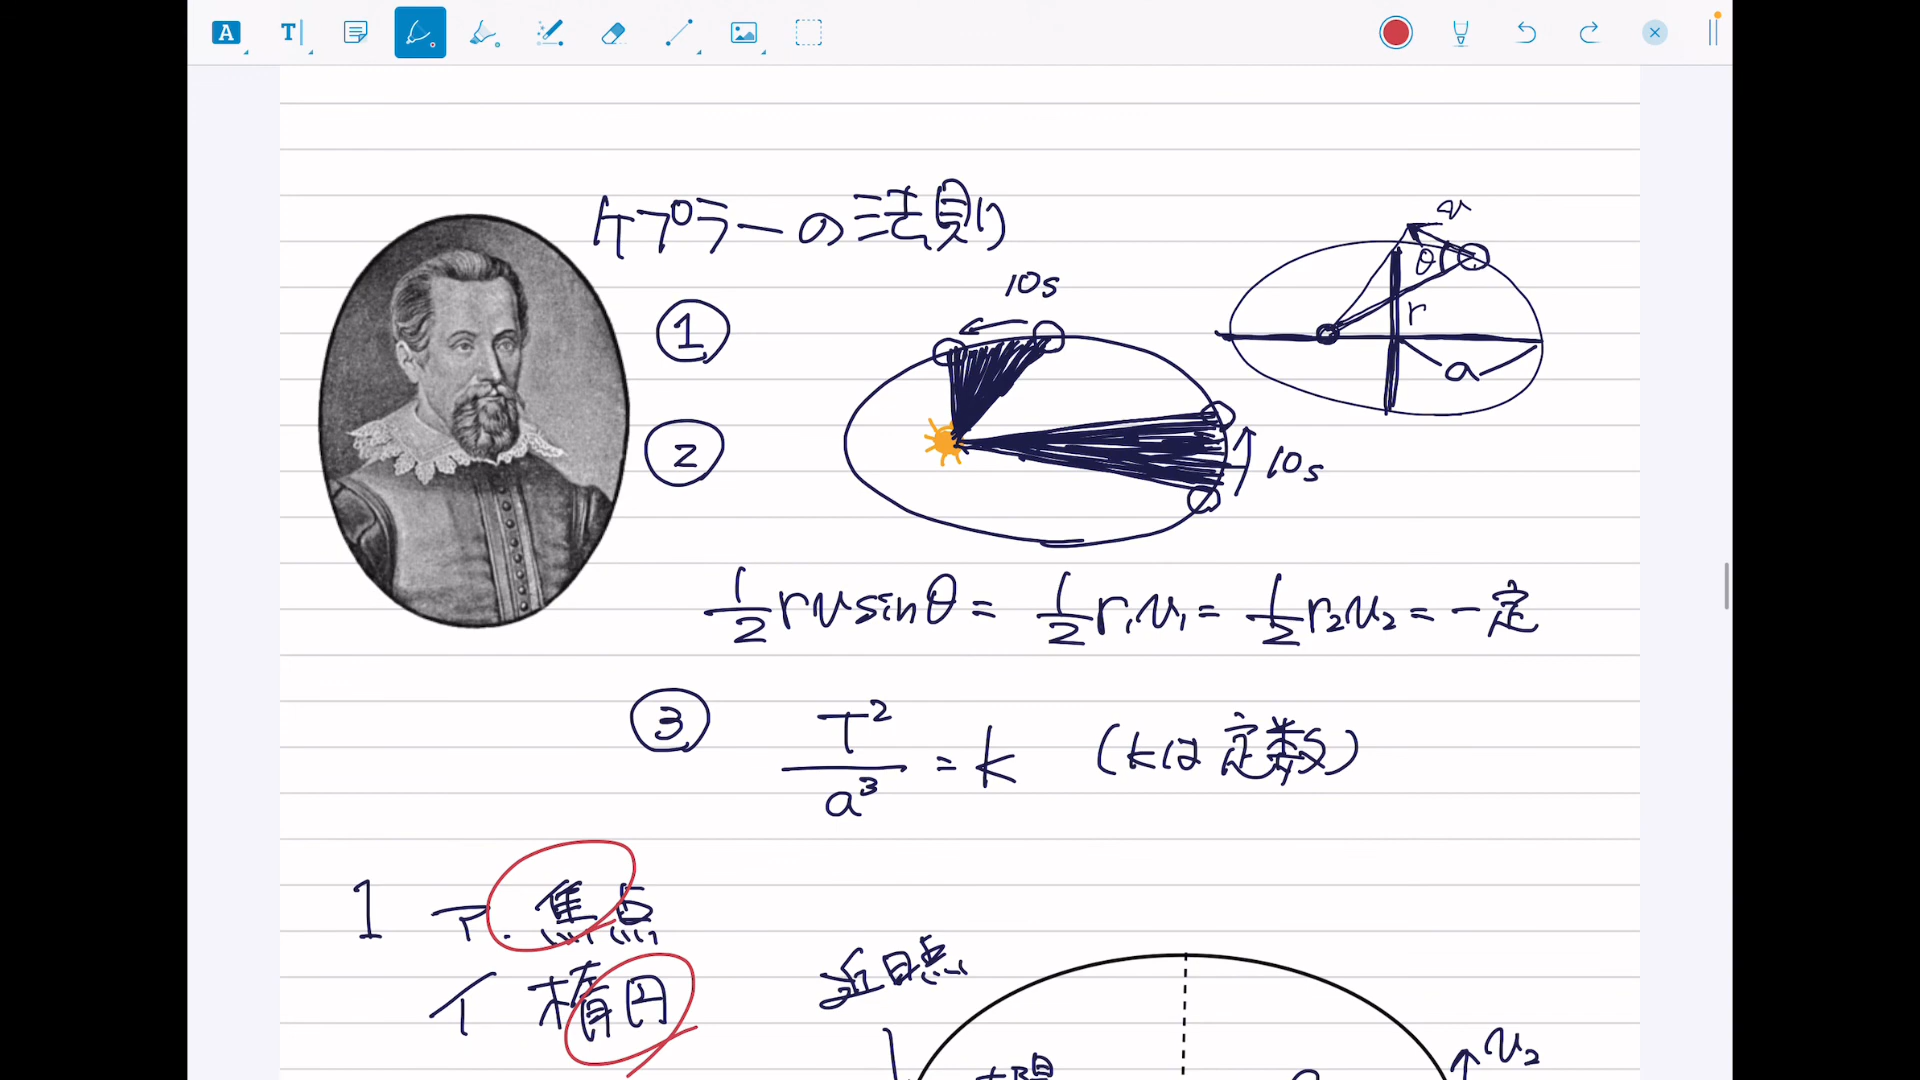 A
T
ケプラーの法則
①
10s
v
θ
r
a
②
10s
1/2 rv sinθ = 1/2 r₁v₁ = 1/2 r₂v₂ = 一定
③ T²/a³ = k (kは定数)
1 ア. 焦点
イ 楕円
近日点
太陽
v₂